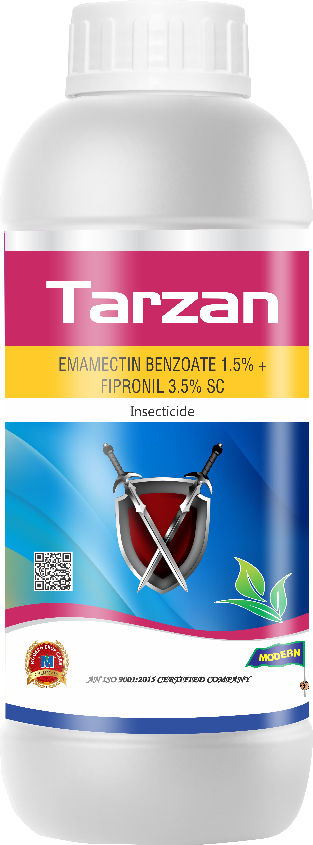 Tarzan
EMAMECTIN BENZOATE 1.5% +
FIPRONIL 3.5% SC
Insecticide
MODERN
AN ISO 9001:2015 CERTIFIED COMPANY